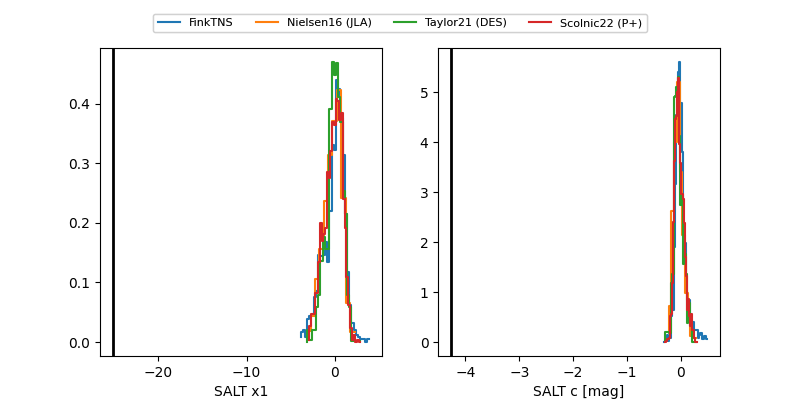 FinkTNS Nielsen16 (JLA) Taylor21 (DES) Scolnic22 (P+)
0.4
0.3
0.2
0.1
0.0
−20 −10 0
SALT x1
5
4
3
2
1
0
−4 −3 −2 −1 0
SALT c [mag]